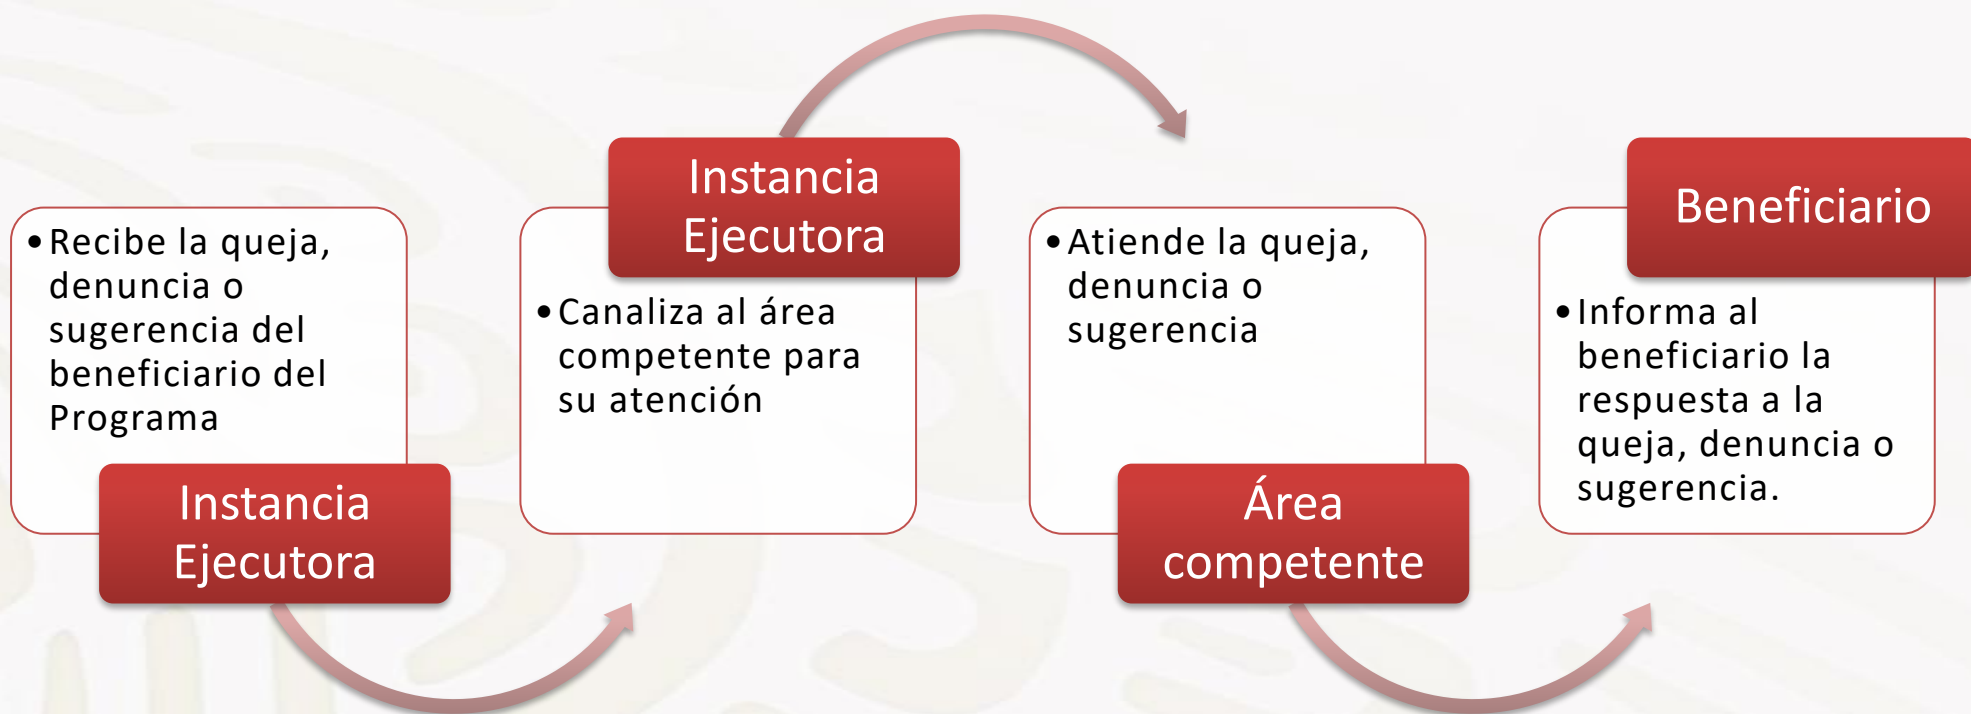 •Recibe la queja,
denuncia o
sugerencia del
beneficiario del
Programa
Instancia
Ejecutora
Instancia
Ejecutora
•Canaliza al área
competente para
su atención
•Atiende la queja,
denuncia o
sugerencia
Área
competente
Beneficiario
•Informa al
beneficiario la
respuesta a la
queja, denuncia o
sugerencia.